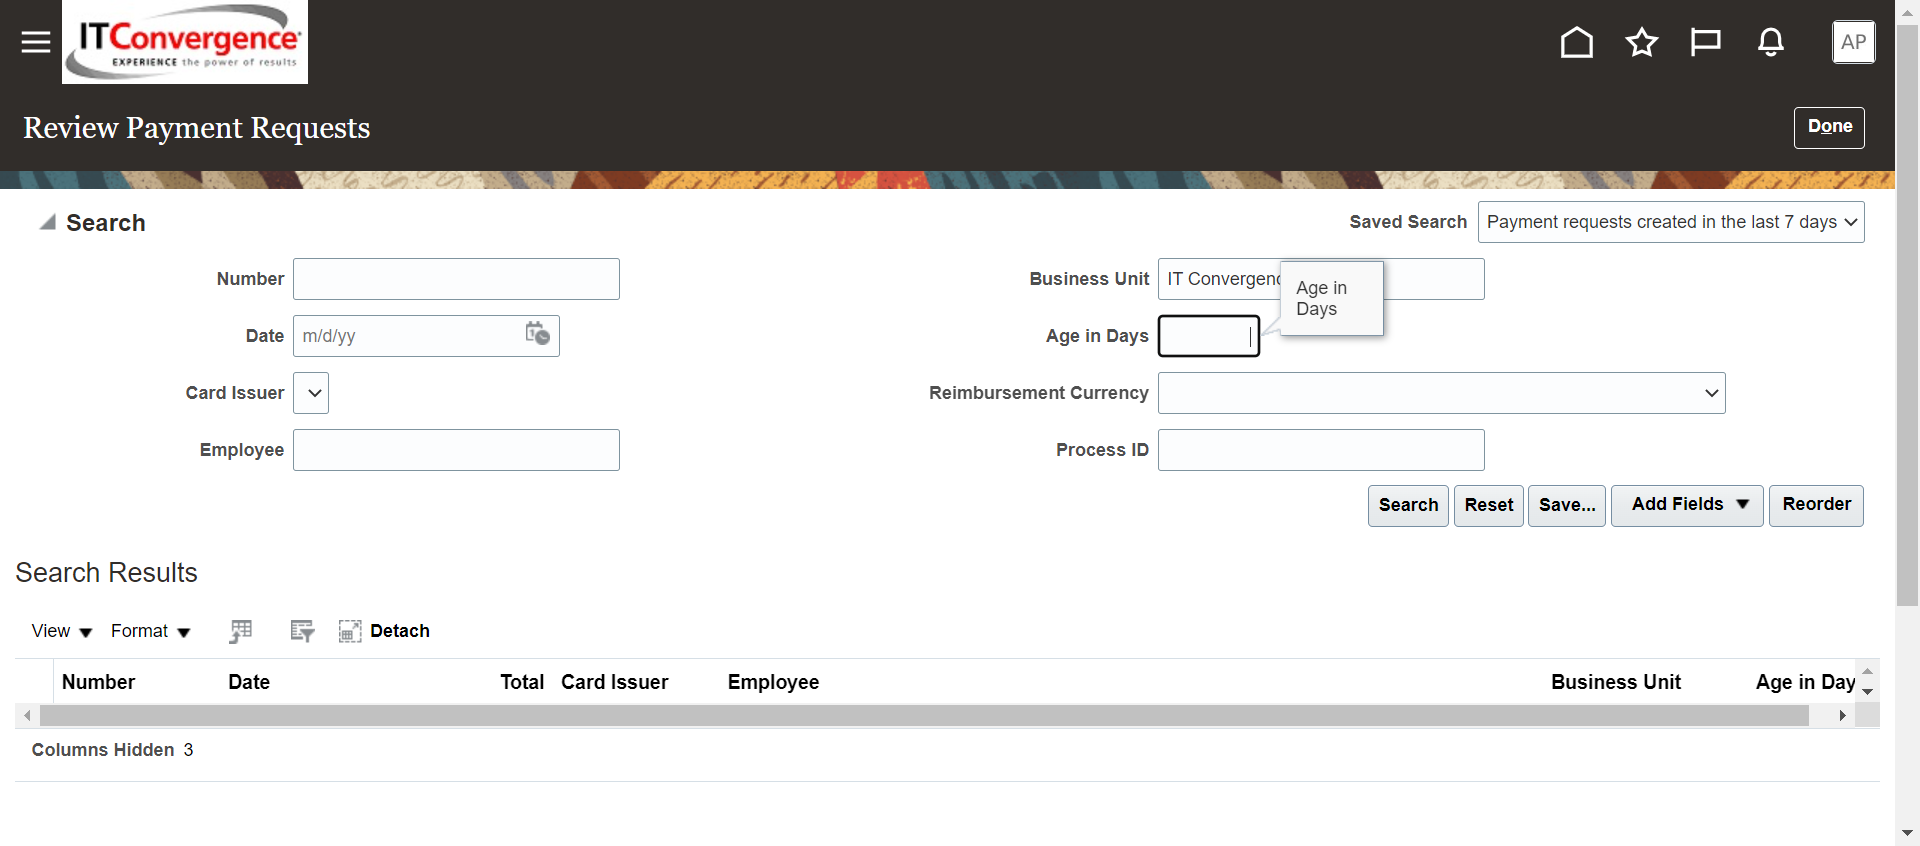 ITConvergence
EXPERIENCE the power of results
AP
Review Payment Requests
Done
Search
Saved Search Payment requests created in the last 7 days
Number
Business Unit IT Convergenc
Age in
Days
Date m/d/yy
Age in Days
Card Issuer
Reimbursement Currency
Employee
Process ID
Search Reset Save... Add Fields Reorder
Search Results
View Format Detach
Number Date Total Card Issuer Employee Business Unit Age in Day
Columns Hidden 3